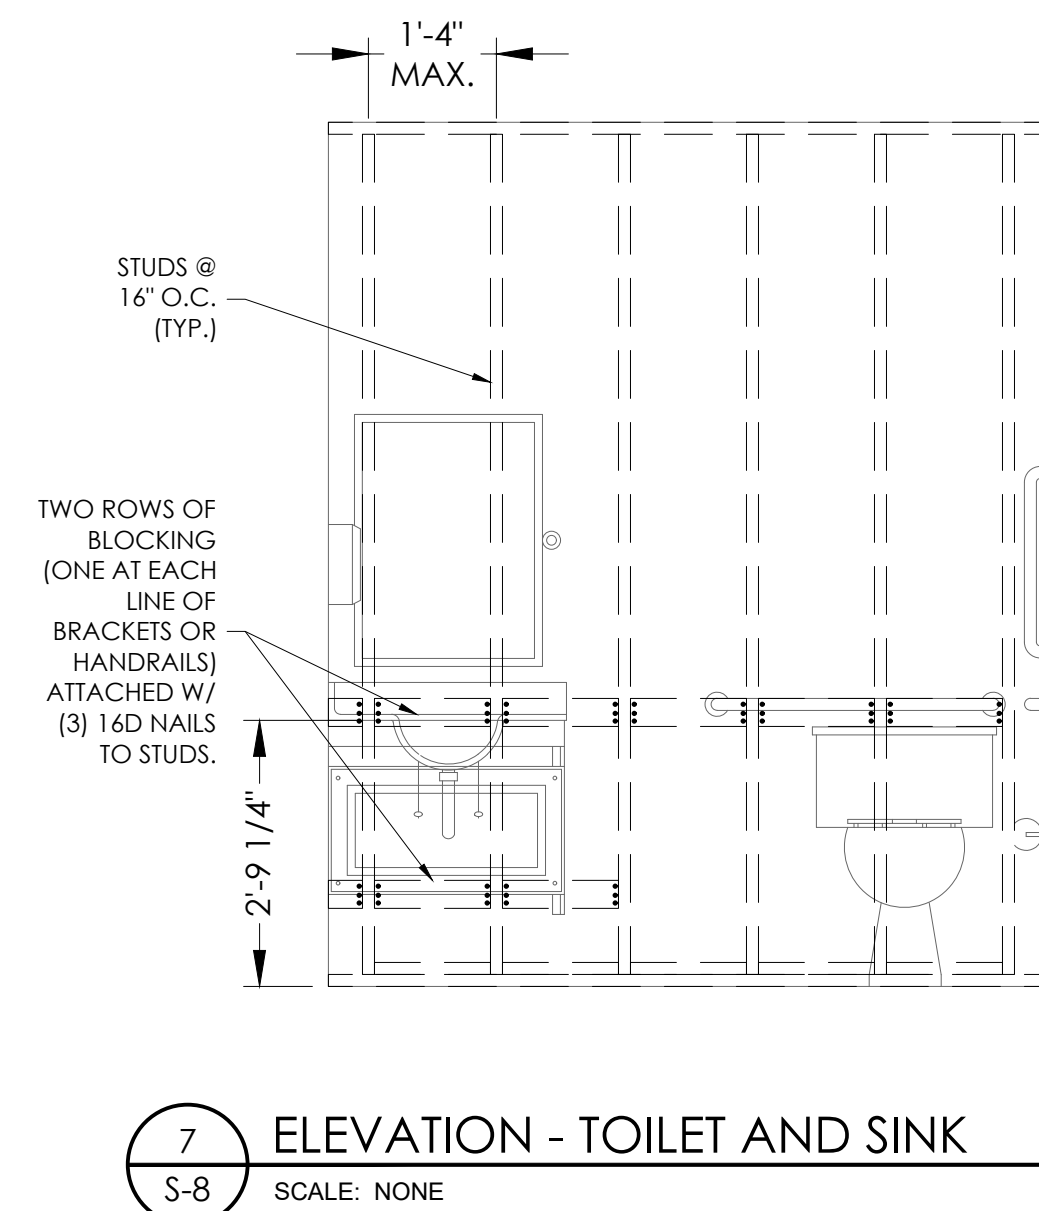 1'-4"
MAX.
STUDS @
16" O.C.
(TYP.)
TWO ROWS OF
BLOCKING
(ONE AT EACH
LINE OF
BRACKETS OR
HANDRAILS)
ATTACHED W/
(3) 16D NAILS
TO STUDS.
2'-9 1/4"
7
S-8
ELEVATION - TOILET AND SINK
SCALE: NONE